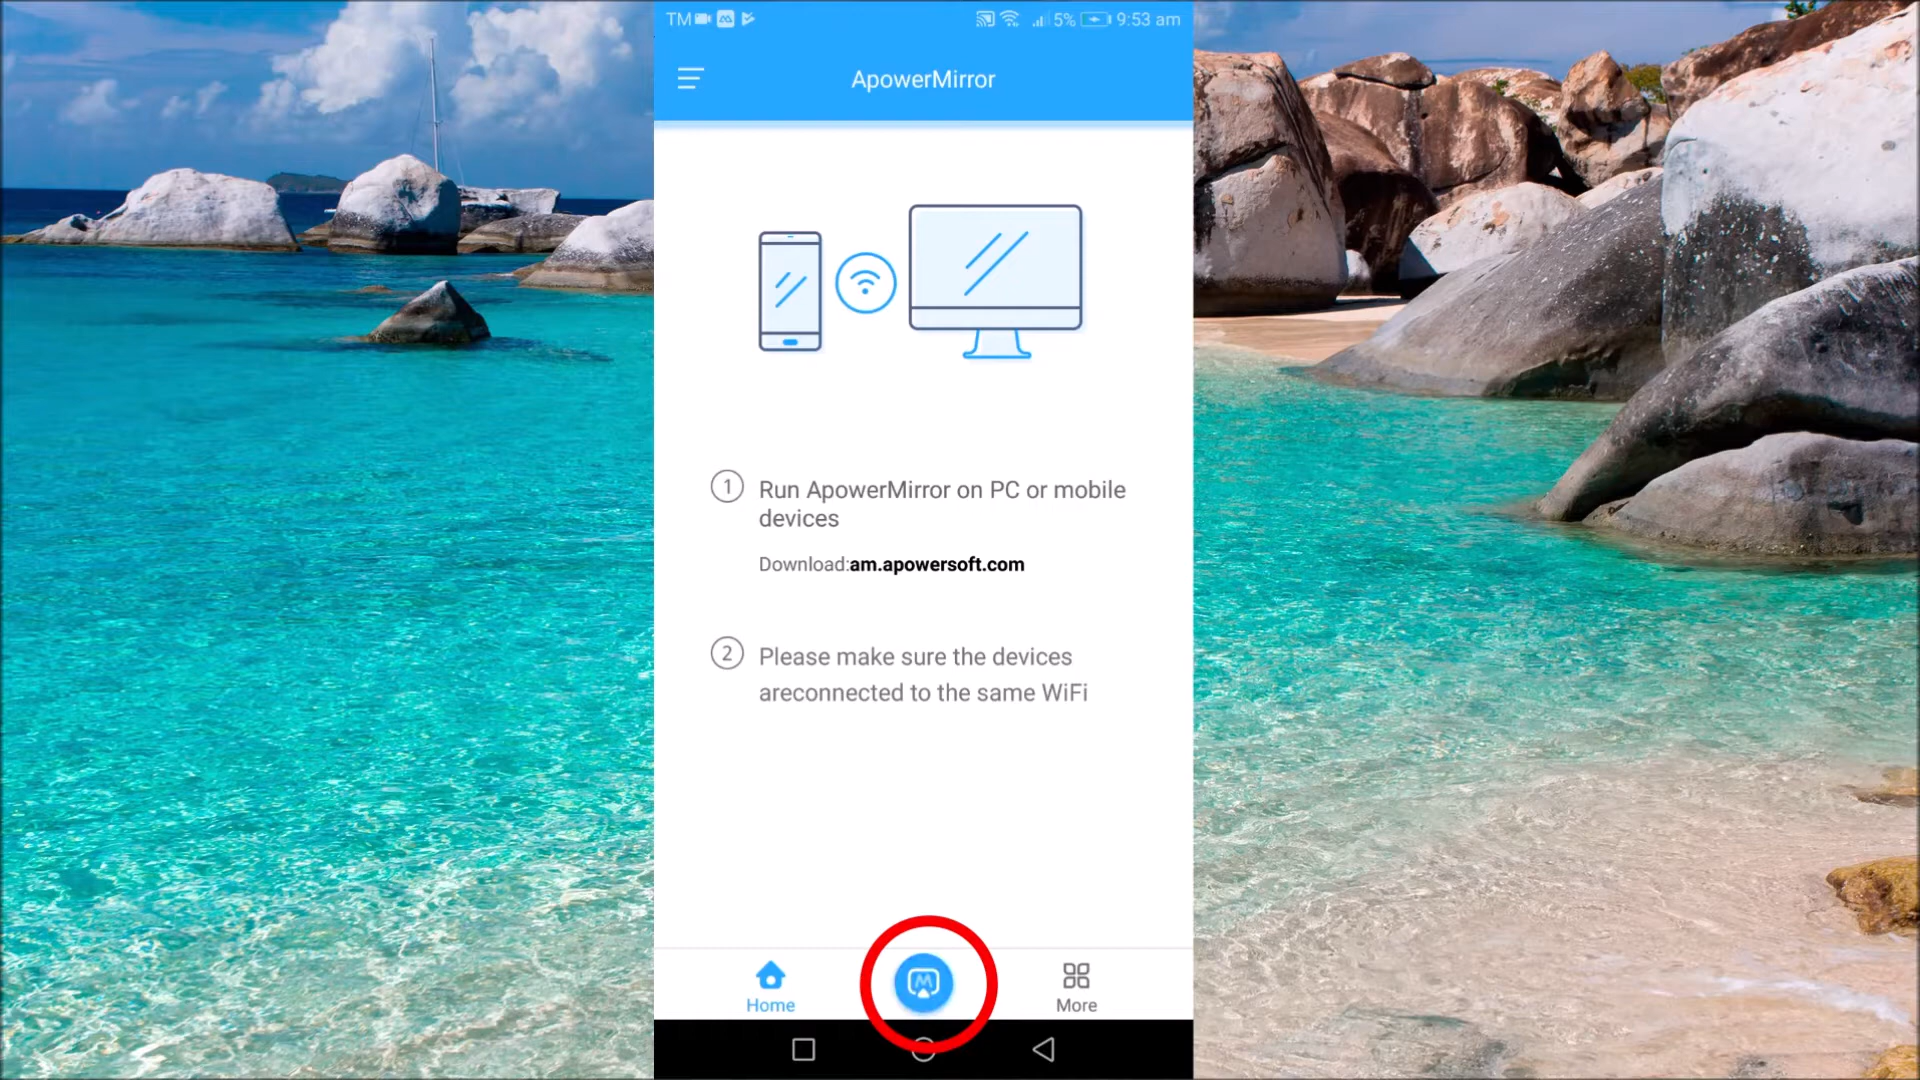 TM 5% 9:53 am
ApowerMirror
1 Run ApowerMirror on PC or mobile
devices
Download:am.apowersoft.com
2 Please make sure the devices
areconnected to the same WiFi
Home
M
More